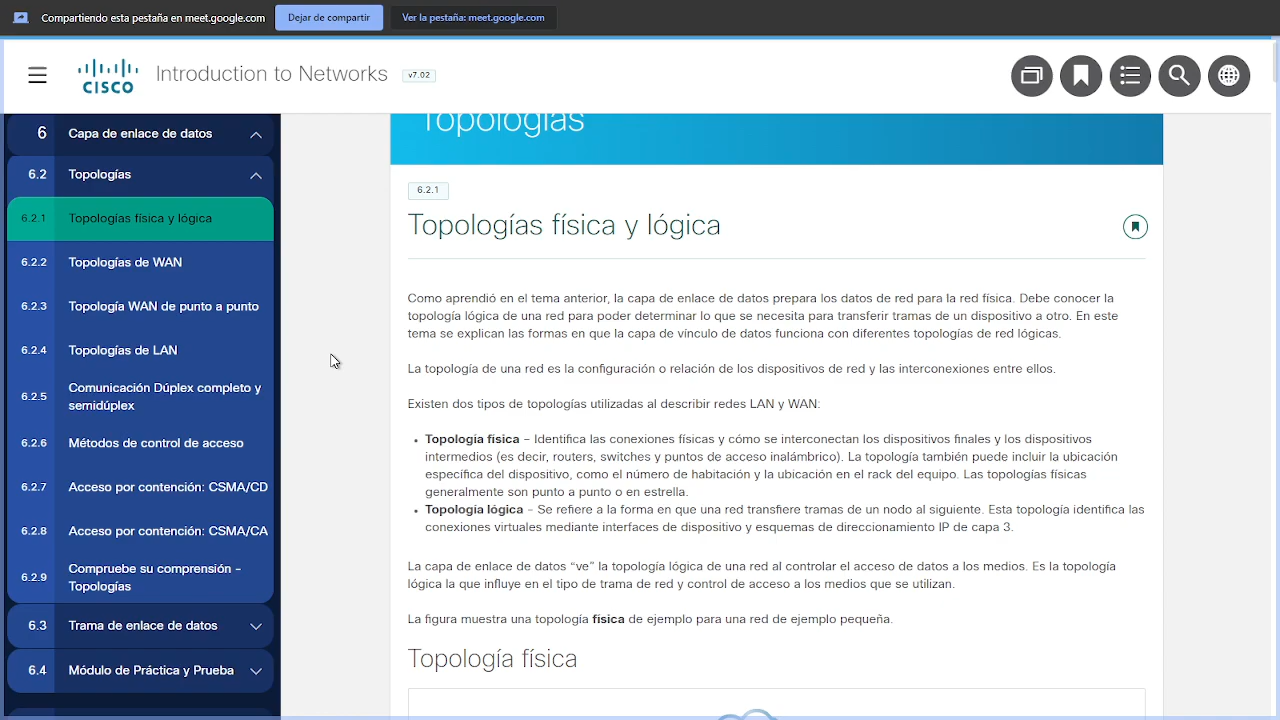 Compartiendo esta pestaña en meet.google.com
Dejar de compartir
Ver la pestaña: meet.google.com
CISCO
Introduction to Networks
v7.02
6 Capa de enlace de datos
6.2 Topologías
6.2.1 Topologías física y lógica
6.2.2 Topologías de WAN
6.2.3 Topología WAN de punto a punto
6.2.4 Topologías de LAN
6.2.5 Comunicación Dúplex completo y
semidúplex
6.2.6 Métodos de control de acceso
6.2.7 Acceso por contención: CSMA/CD
6.2.8 Acceso por contención: CSMA/CA
6.2.9 Compruebe su comprensión -
Topologías
6.3 Trama de enlace de datos
6.4 Módulo de Práctica y Prueba
Topologías
6.2.1
Topologías física y lógica
Como aprendió en el tema anterior, la capa de enlace de datos prepara los datos de red para la red física. Debe conocer la
topología lógica de una red para poder determinar lo que se necesita para transferir tramas de un dispositivo a otro. En este
tema se explican las formas en que la capa de vínculo de datos funciona con diferentes topologías de red lógicas.
La topología de una red es la configuración o relación de los dispositivos de red y las interconexiones entre ellos.
Existen dos tipos de topologías utilizadas al describir redes LAN y WAN:
• Topología física – Identifica las conexiones físicas y cómo se interconectan los dispositivos finales y los dispositivos
intermedios (es decir, routers, switches y puntos de acceso inalámbrico). La topología también puede incluir la ubicación
específica del dispositivo, como el número de habitación y la ubicación en el rack del equipo. Las topologías físicas
generalmente son punto a punto o en estrella.
• Topología lógica - Se refiere a la forma en que una red transfiere tramas de un nodo al siguiente. Esta topología identifica las
conexiones virtuales mediante interfaces de dispositivo y esquemas de direccionamiento IP de capa 3.
La capa de enlace de datos “ve” la topología lógica de una red al controlar el acceso de datos a los medios. Es la topología
lógica la que influye en el tipo de trama de red y control de acceso a los medios que se utilizan.
La figura muestra una topología física de ejemplo para una red de ejemplo pequeña.
Topología física